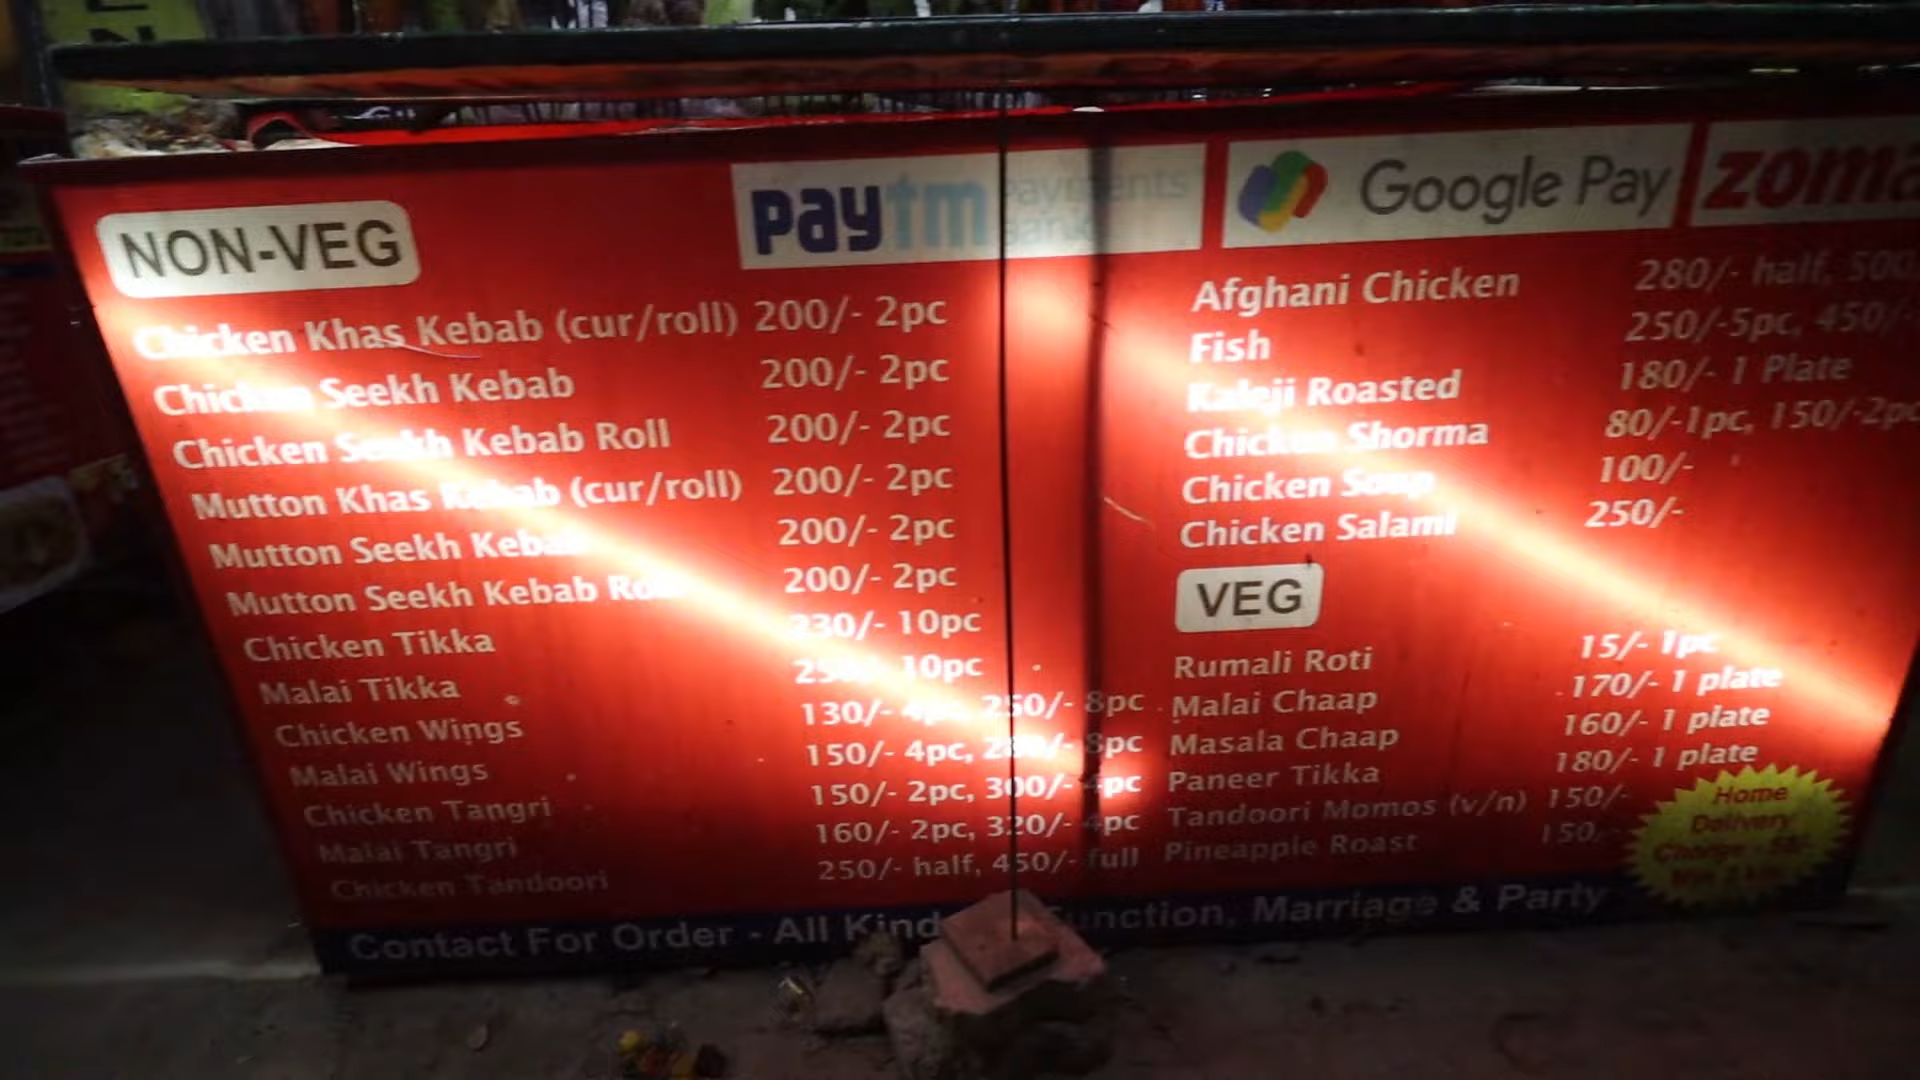 NON-VEG
paytm
Payments
Bank
Google Pay
zoma
Chicken Khas Kebab (cur/roll) 200/- 2pc
Chicken Seekh Kebab 200/- 2pc
Chicken Seekh Kebab Roll 200/- 2pc
Mutton Khas Kebab (cur/roll) 200/- 2pc
Mutton Seekh Kebab 200/- 2pc
Mutton Seekh Kebab Roll 200/- 2pc
Chicken Tikka 230/- 10pc
Malai Tikka 10pc
Chicken Wings 130/- 4pc, 250/- 8pc
Malai Wings 150/- 4pc, 280/- 8pc
Chicken Tangri 150/- 2pc, 300/- 4pc
Malai Tangri 160/- 2pc, 320/- 4pc
Chicken Tandoori 250/- half, 450/- full
Afghani Chicken 280/- half, 500
Fish 250/-5pc, 450/-
Kaleji Roasted 180/- 1 Plate
Chicken Shorma 80/-1pc, 150/-2pc
Chicken Soup 100/-
Chicken Salami 250/-
VEG
Rumali Roti 15/- 1pc
Malai Chaap 170/- 1 plate
Masala Chaap 160/- 1 plate
Paneer Tikka 180/- 1 plate
Tandoori Momos (v/n) 150/-
Pineapple Roast 150/-
Home
Delivery
Contact For Order - All Kind Function, Marriage & Party